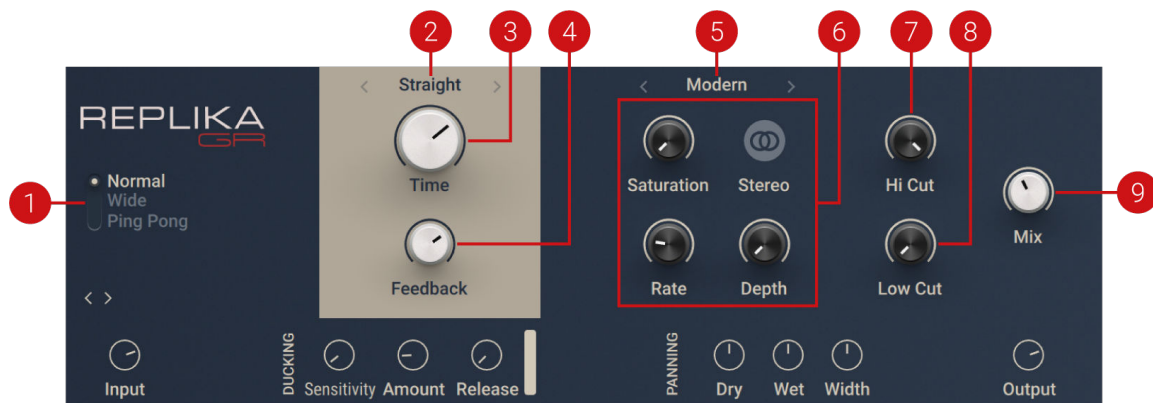 1
2
3
4
5
6
7
8
9
REPLIKA
GR
Normal
Wide
Ping Pong
< >
< Straight >
Time
Feedback
< Modern >
Saturation
Stereo
Rate
Depth
Hi Cut
Low Cut
Mix
Input
DUCKING
Sensitivity
Amount
Release
PANNING
Dry
Wet
Width
Output